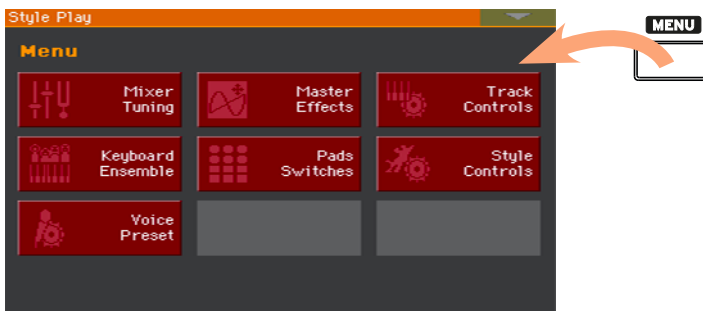 Style Play
MENU
Menu
Mixer
Tuning
Master
Effects
Track
Controls
Keyboard
Ensemble
Pads
Switches
Style
Controls
Voice
Preset